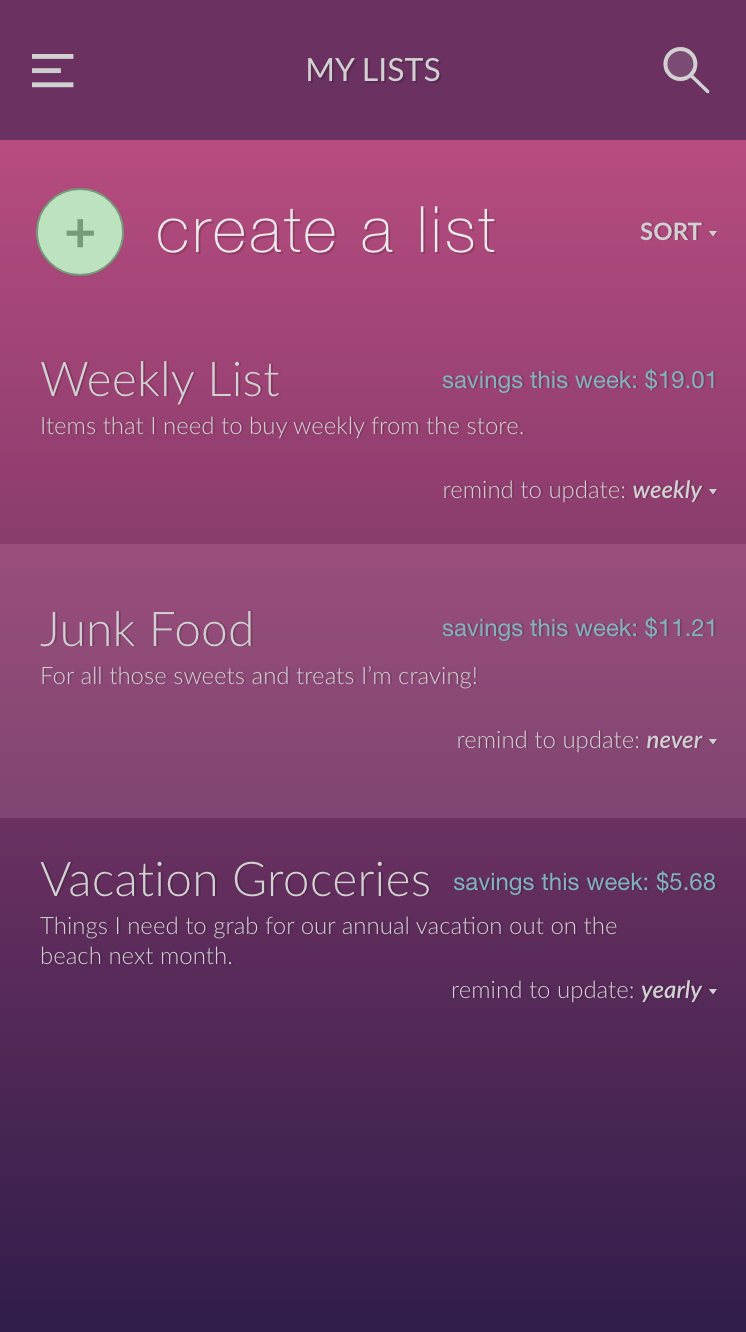 MY LISTS
+ create a list
SORT
Weekly List
savings this week: $19.01
Items that I need to buy weekly from the store.
remind to update: weekly
Junk Food
savings this week: $11.21
For all those sweets and treats I’m craving!
remind to update: never
Vacation Groceries
savings this week: $5.68
Things I need to grab for our annual vacation out on the
beach next month.
remind to update: yearly